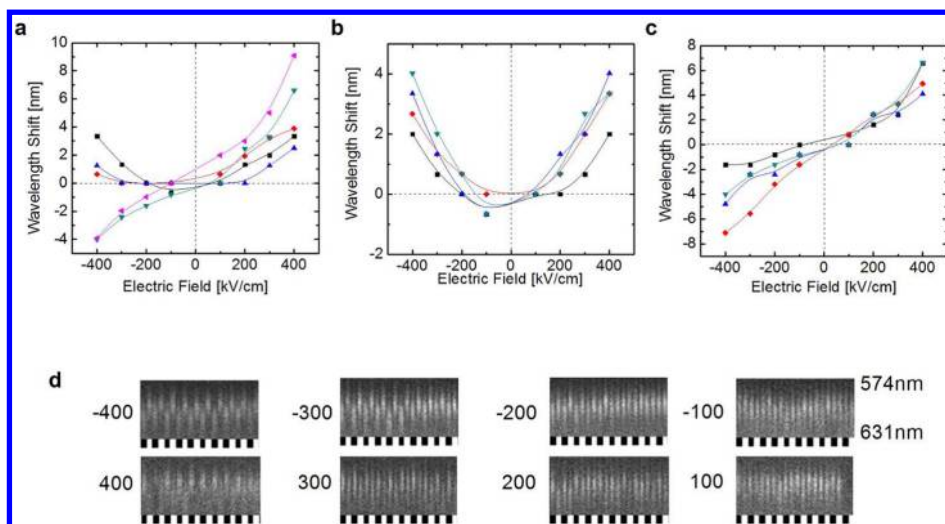 a
b
c
10
8
6
4
2
0
-2
-4
Wavelength Shift [nm]
-400 -200 0 200 400
Electric Field [kV/cm]
4
2
0
-2
Wavelength Shift [nm]
-400 -200 0 200 400
Electric Field [kV/cm]
8
6
4
2
0
-2
-4
-6
-8
Wavelength Shift [nm]
-400 -200 0 200 400
Electric Field [kV/cm]
d
-400 -300 -200 -100 574nm
631nm
400 300 200 100